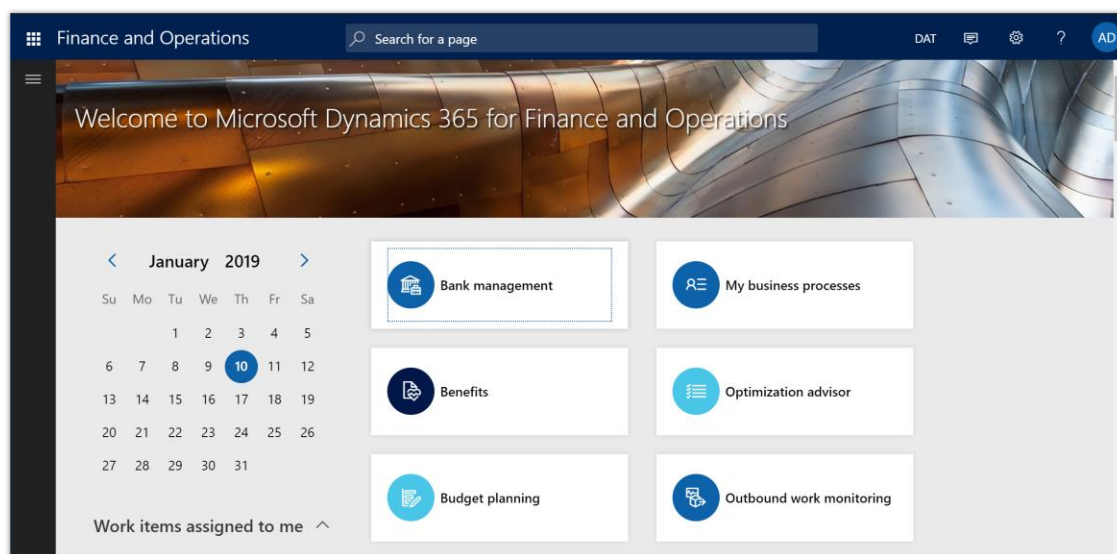 Finance and Operations
Search for a page
DAT
?
AD
Welcome to Microsoft Dynamics 365 for Finance and Operations
January 2019
Su Mo Tu We Th Fr Sa
1 2 3 4 5
6 7 8 9 10 11 12
13 14 15 16 17 18 19
20 21 22 23 24 25 26
27 28 29 30 31
Work items assigned to me
Bank management
My business processes
Benefits
Optimization advisor
Budget planning
Outbound work monitoring